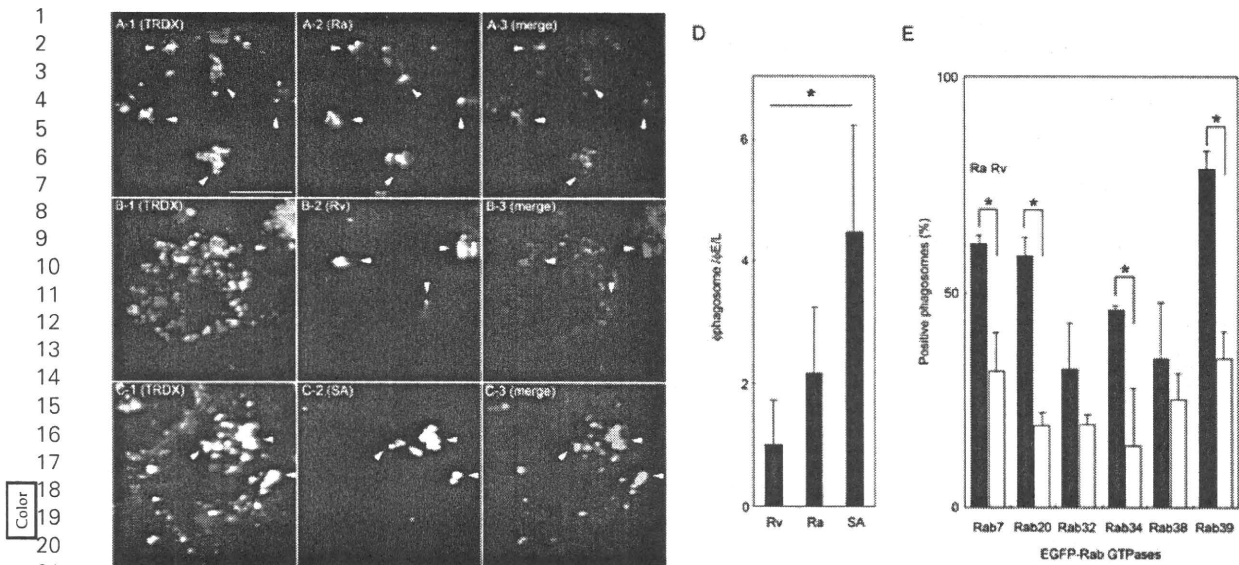 1
2
3
4
5
6
7
8
9
10
11
12
13
14
15
16
17
18
19
20
Color
A-1 (TRDX)
A-2 (Ra)
A-3 (merge)
B-1 (TRDX)
B-2 (Rv)
B-3 (merge)
C-1 (TRDX)
C-2 (SA)
C-3 (merge)
D
ϕphagosome /ϕE/L
6
4
2
0
*
Rv Ra SA
E
Positive phagosomes (%)
100
50
0
Ra Rv
*
*
*
*
Rab7 Rab20 Rab32 Rab34 Rab38 Rab39
EGFP-Rab GTPases